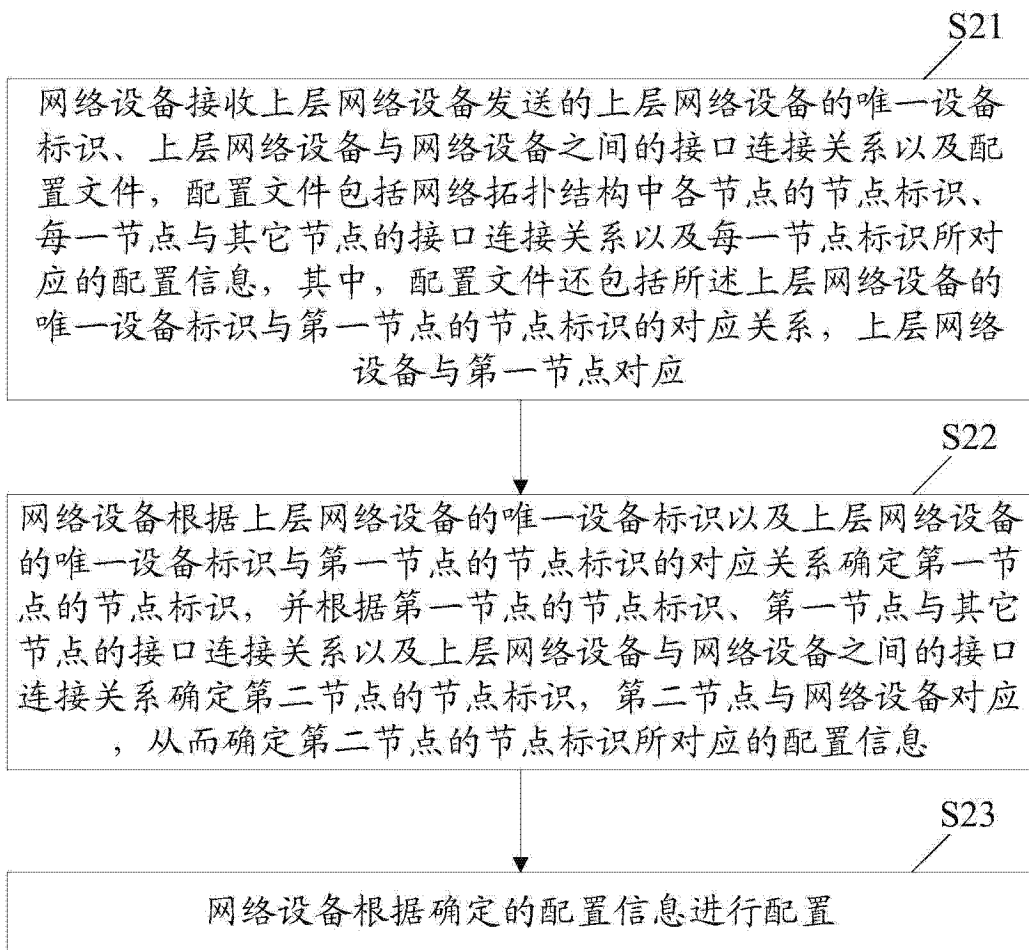 S21
网络设备接收上层网络设备发送的上层网络设备的唯一设备
标识、上层网络设备与网络设备之间的接口连接关系以及配
置文件，配置文件包括网络拓扑结构中各节点的节点标识、
每一节点与其它节点的接口连接关系以及每一节点标识所对
应的配置信息，其中，配置文件还包括所述上层网络设备的
唯一设备标识与第一节点的节点标识的对应关系，上层网络
设备与第一节点对应
S22
网络设备根据上层网络设备的唯一设备标识以及上层网络设备
的唯一设备标识与第一节点的节点标识的对应关系确定第一节
点的节点标识，并根据第一节点的节点标识、第一节点与其它
节点的接口连接关系以及上层网络设备与网络设备之间的接口
连接关系确定第二节点的节点标识，第二节点与网络设备对应
，从而确定第二节点的节点标识所对应的配置信息
S23
网络设备根据确定的配置信息进行配置